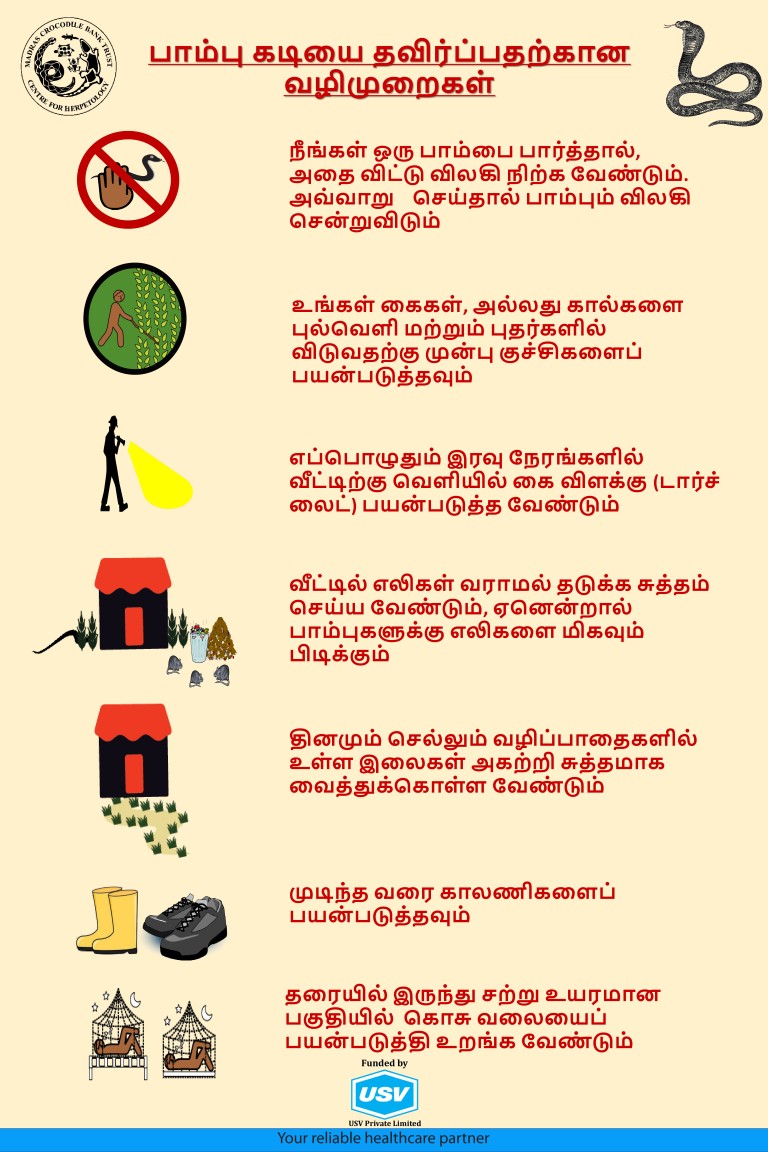 MADRAS CROCODILE BANK TRUST
CENTRE FOR HERPETOLOGY
பாம்பு கடியை தவிர்ப்பதற்கான
வழிமுறைகள்
நீங்கள் ஒரு பாம்பை பார்த்தால்,
அதை விட்டு விலகி நிற்க வேண்டும்.
அவ்வாறு செய்தால் பாம்பும் விலகி
சென்றுவிடும்
உங்கள் கைகள், அல்லது கால்களை
புல்வெளி மற்றும் புதர்களில்
விடுவதற்கு முன்பு குச்சிகளைப்
பயன்படுத்தவும்
எப்பொழுதும் இரவு நேரங்களில்
வீட்டிற்கு வெளியில் கை விளக்கு (டார்ச்
லைட்) பயன்படுத்த வேண்டும்
வீட்டில் எலிகள் வராமல் தடுக்க சுத்தம்
செய்ய வேண்டும், ஏனென்றால்
பாம்புகளுக்கு எலிகளை மிகவும்
பிடிக்கும்
தினமும் செல்லும் வழிப்பாதைகளில்
உள்ள இலைகள் அகற்றி சுத்தமாக
வைத்துக்கொள்ள வேண்டும்
முடிந்த வரை காலணிகளைப்
பயன்படுத்தவும்
தரையில் இருந்து சற்று உயரமான
பகுதியில் கொசு வலையைப்
பயன்படுத்தி உறங்க வேண்டும்
Funded by
USV
USV Private Limited
Your reliable healthcare partner